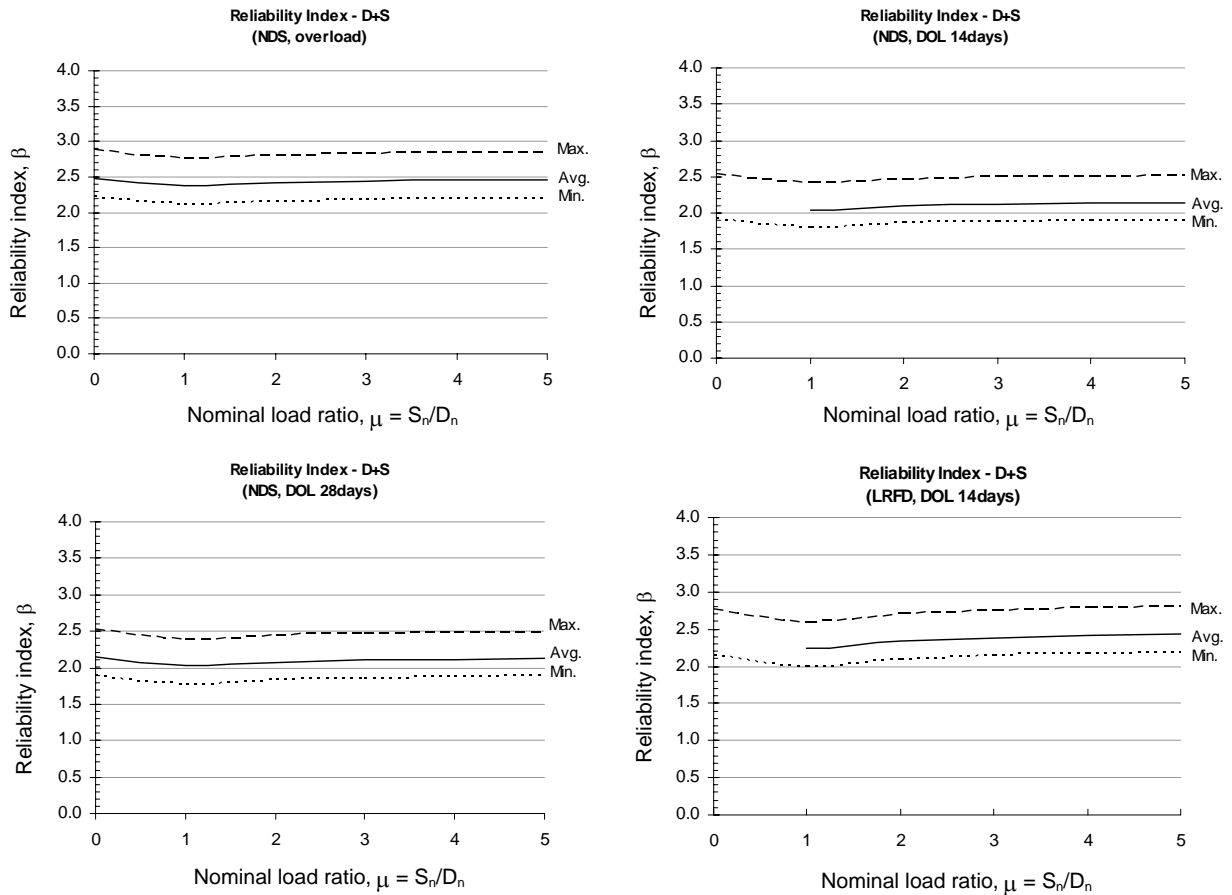 Reliability Index - D+S
(NDS, overload)
4.0
3.5
3.0
2.5
2.0
1.5
1.0
0.5
0.0
Reliability index, β
Max.
Avg.
Min.
0 1 2 3 4 5
Nominal load ratio, μ = Sₙ/Dₙ
Reliability Index - D+S
(NDS, DOL 14days)
4.0
3.5
3.0
2.5
2.0
1.5
1.0
0.5
0.0
Reliability index, β
Max.
Avg.
Min.
0 1 2 3 4 5
Nominal load ratio, μ = Sₙ/Dₙ
Reliability Index - D+S
(NDS, DOL 28days)
4.0
3.5
3.0
2.5
2.0
1.5
1.0
0.5
0.0
Reliability index, β
Max.
Avg.
Min.
0 1 2 3 4 5
Nominal load ratio, μ = Sₙ/Dₙ
Reliability Index - D+S
(LRFD, DOL 14days)
4.0
3.5
3.0
2.5
2.0
1.5
1.0
0.5
0.0
Reliability index, β
Max.
Avg.
Min.
0 1 2 3 4 5
Nominal load ratio, μ = Sₙ/Dₙ